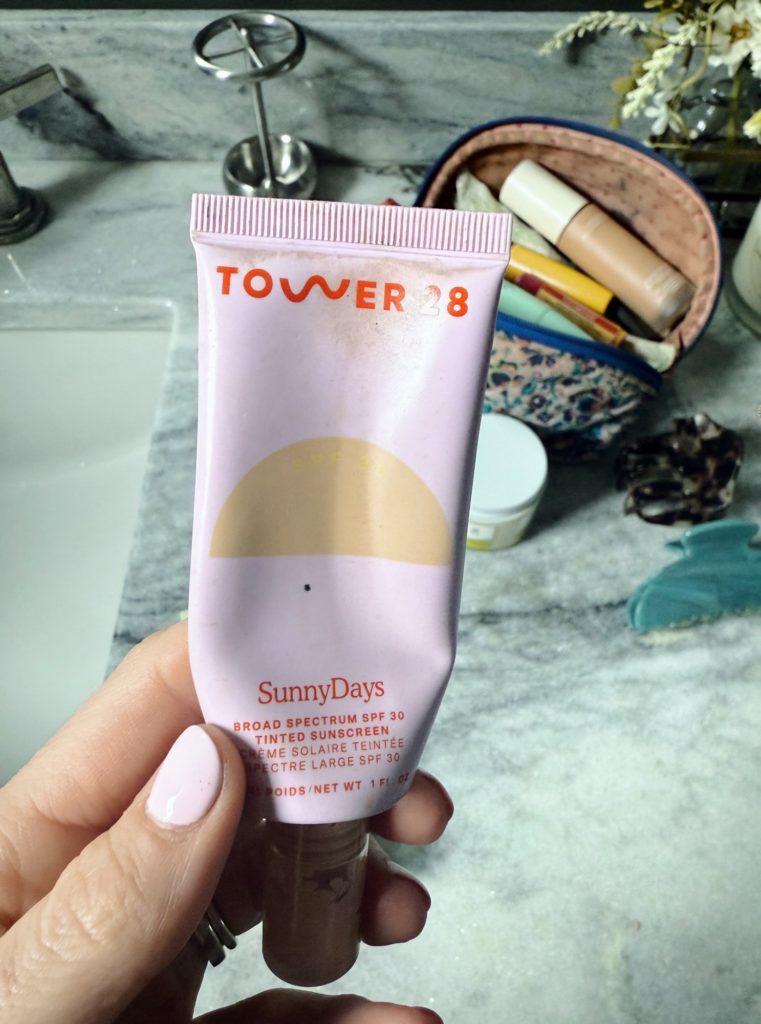 TOWER 28
SunnyDays
BROAD SPECTRUM SPF 30
TINTED SUNSCREEN
CRÈME SOLAIRE TEINTÉE
SPECTRE LARGE SPF 30
POIDS/NET WT. 1 FL. OZ